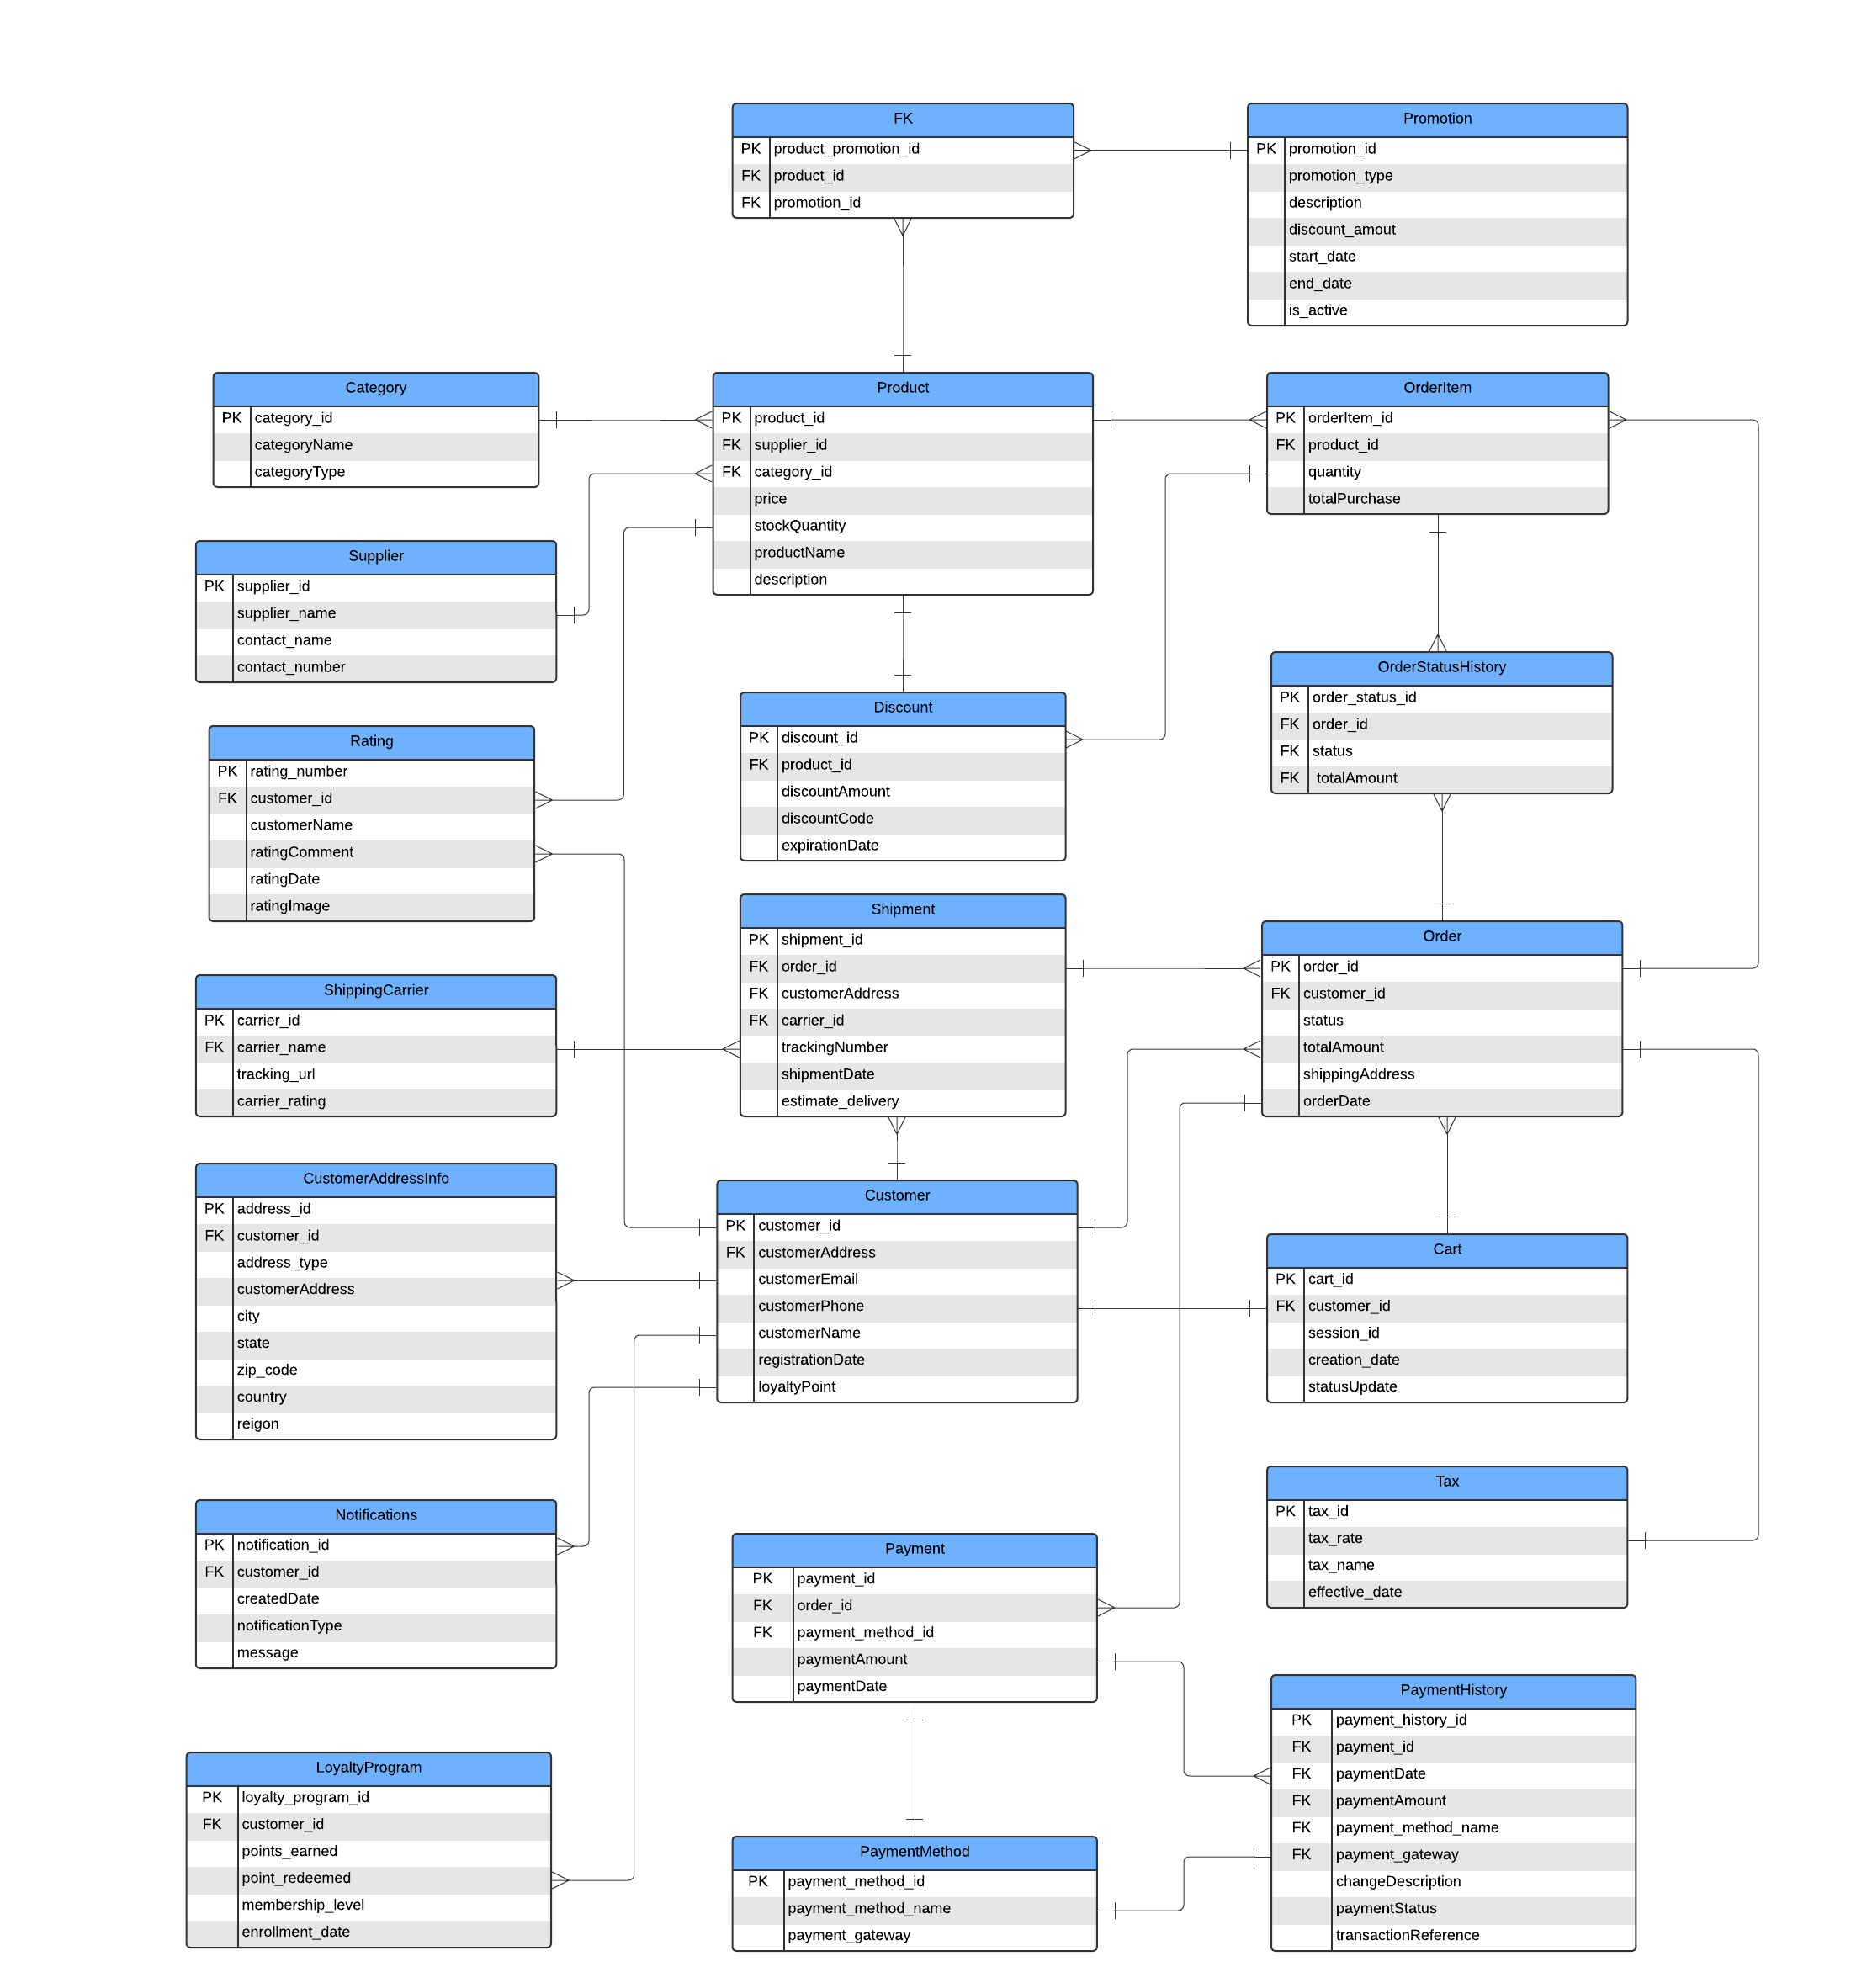 FK
PK product_promotion_id
FK product_id
FK promotion_id
Promotion
PK promotion_id
promotion_type
description
discount_amout
start_date
end_date
is_active
Category
PK category_id
categoryName
categoryType
Product
PK product_id
FK supplier_id
FK category_id
price
stockQuantity
productName
description
OrderItem
PK orderItem_id
FK product_id
quantity
totalPurchase
Supplier
PK supplier_id
supplier_name
contact_name
contact_number
OrderStatusHistory
PK order_status_id
FK order_id
FK status
FK totalAmount
Discount
PK discount_id
FK product_id
discountAmount
discountCode
expirationDate
Rating
PK rating_number
FK customer_id
customerName
ratingComment
ratingDate
ratingImage
Shipment
PK shipment_id
FK order_id
FK customerAddress
FK carrier_id
trackingNumber
shipmentDate
estimate_delivery
Order
PK order_id
FK customer_id
status
totalAmount
shippingAddress
orderDate
ShippingCarrier
PK carrier_id
FK carrier_name
tracking_url
carrier_rating
CustomerAddressInfo
PK address_id
FK customer_id
address_type
customerAddress
city
state
zip_code
country
reigon
Customer
PK customer_id
FK customerAddress
customerEmail
customerPhone
customerName
registrationDate
loyaltyPoint
Cart
PK cart_id
FK customer_id
session_id
creation_date
statusUpdate
Tax
PK tax_id
tax_rate
tax_name
effective_date
Notifications
PK notification_id
FK customer_id
createdDate
notificationType
message
Payment
PK payment_id
FK order_id
FK payment_method_id
paymentAmount
paymentDate
PaymentHistory
PK payment_history_id
FK payment_id
FK paymentDate
FK paymentAmount
FK payment_method_name
FK payment_gateway
changeDescription
paymentStatus
transactionReference
LoyaltyProgram
PK loyalty_program_id
FK customer_id
points_earned
point_redeemed
membership_level
enrollment_date
PaymentMethod
PK payment_method_id
payment_method_name
payment_gateway